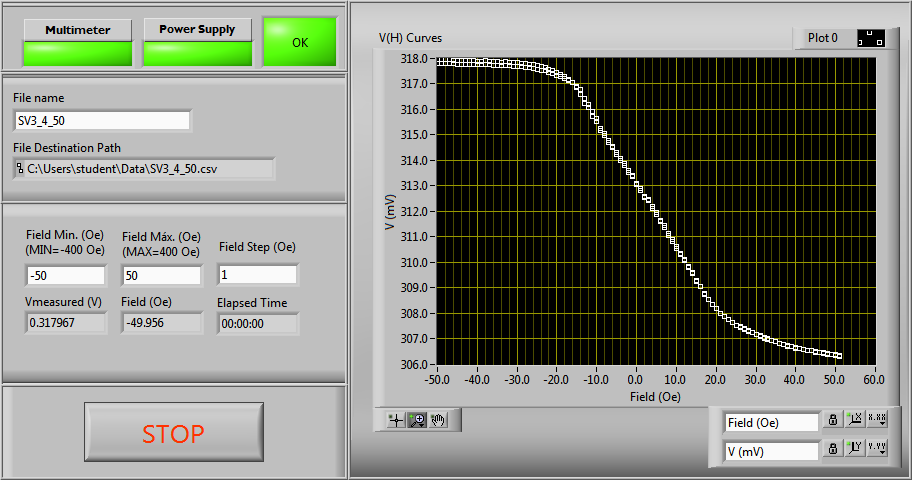 Multimeter
Power Supply
OK
File name
SV3_4_50
File Destination Path
C:\Users\student\Data\SV3_4_50.csv
Field Min. (Oe)
(MIN=-400 Oe)
Field Máx. (Oe)
(MAX=400 Oe)
Field Step (Oe)
-50
50
1
Vmeasured (V)
Field (Oe)
Elapsed Time
0.317967
-49.956
00:00:00
STOP
V(H) Curves
Plot 0
318.0
317.0
316.0
315.0
314.0
313.0
312.0
311.0
310.0
309.0
308.0
307.0
306.0
V (mV)
-50.0 -40.0 -30.0 -20.0 -10.0 0.0 10.0 20.0 30.0 40.0 50.0 60.0
Field (Oe)
Field (Oe)
X
X.XX
V (mV)
Y
Y.YY